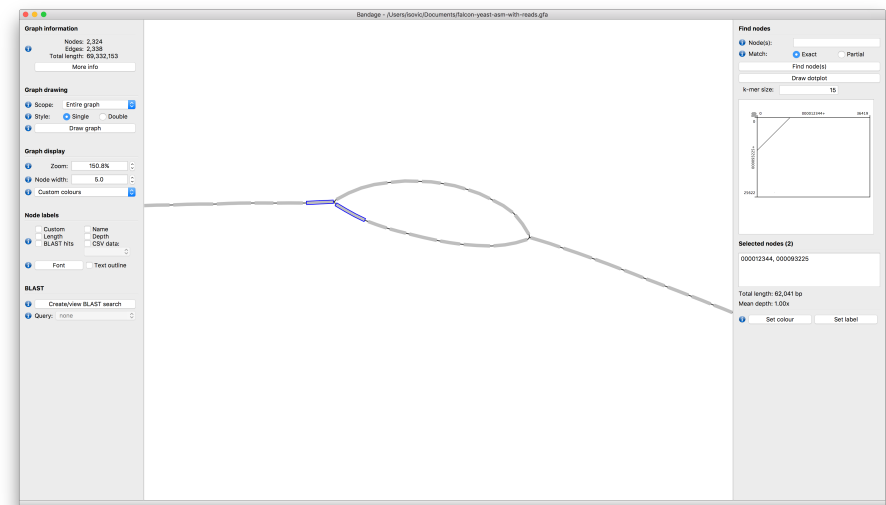 Bandage - /Users/isovic/Documents/falcon-yeast-asm-with-reads.gfa
Graph information
Nodes: 2,324
Edges: 2,338
Total length: 69,332,153
More info
Graph drawing
Scope: Entire graph
Style: Single Double
Draw graph
Graph display
Zoom: 150.8%
Node width: 5.0
Custom colours
Node labels
Custom Name
Length Depth
BLAST hits CSV data:
Font Text outline
BLAST
Create/view BLAST search
Query: none
Find nodes
Node(s):
Match: Exact Partial
Find node(s)
Draw dotplot
k-mer size: 15
0 000012344+ 36419
0
000093225+
25622
Selected nodes (2)
000012344, 000093225
Total length: 62,041 bp
Mean depth: 1.00x
Set colour Set label